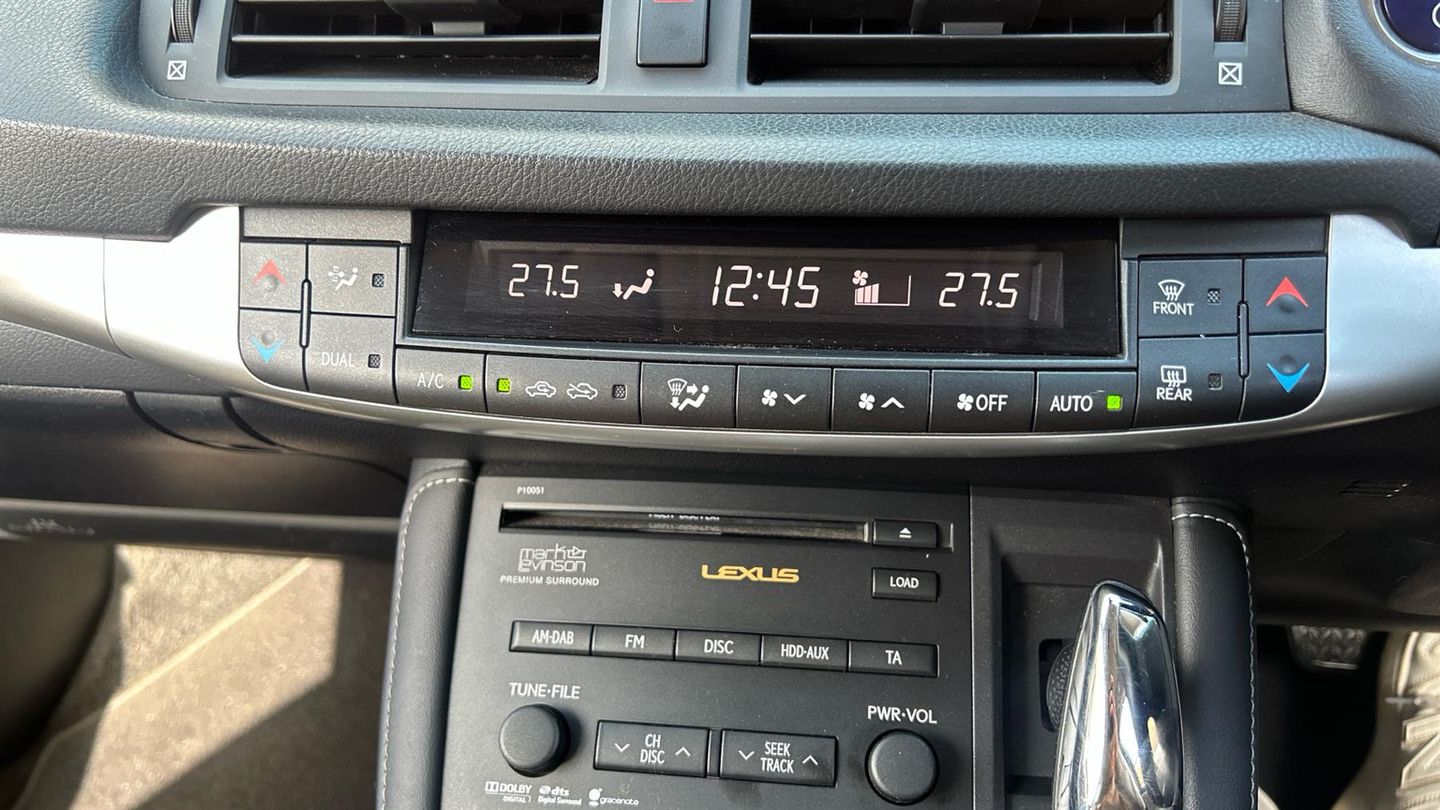 27.5 12:45 27.5
FRONT
DUAL
A/C
OFF
AUTO
REAR
P10051
mark levinson
PREMIUM SURROUND
LEXUS
LOAD
AM·DAB FM DISC HDD·AUX TA
TUNE·FILE
PWR·VOL
CH
DISC
SEEK
TRACK
DOLBY
DIGITAL
dts
Digital Surround
gracenote